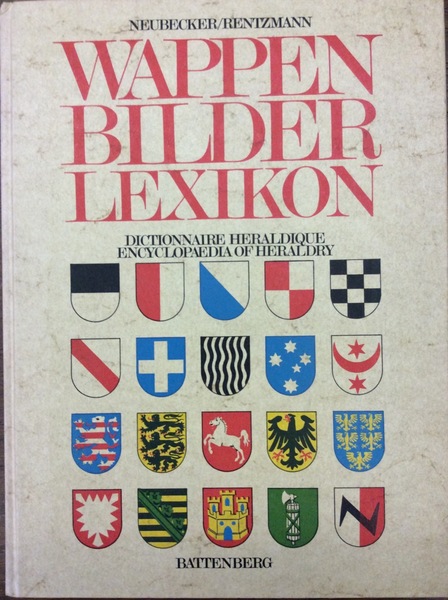 NEUBECKER/RENTZMANN
WAPPEN
BILDER
LEXIKON
DICTIONNAIRE HERALDIQUE
ENCYCLOPAEDIA OF HERALDRY
BATTENBERG